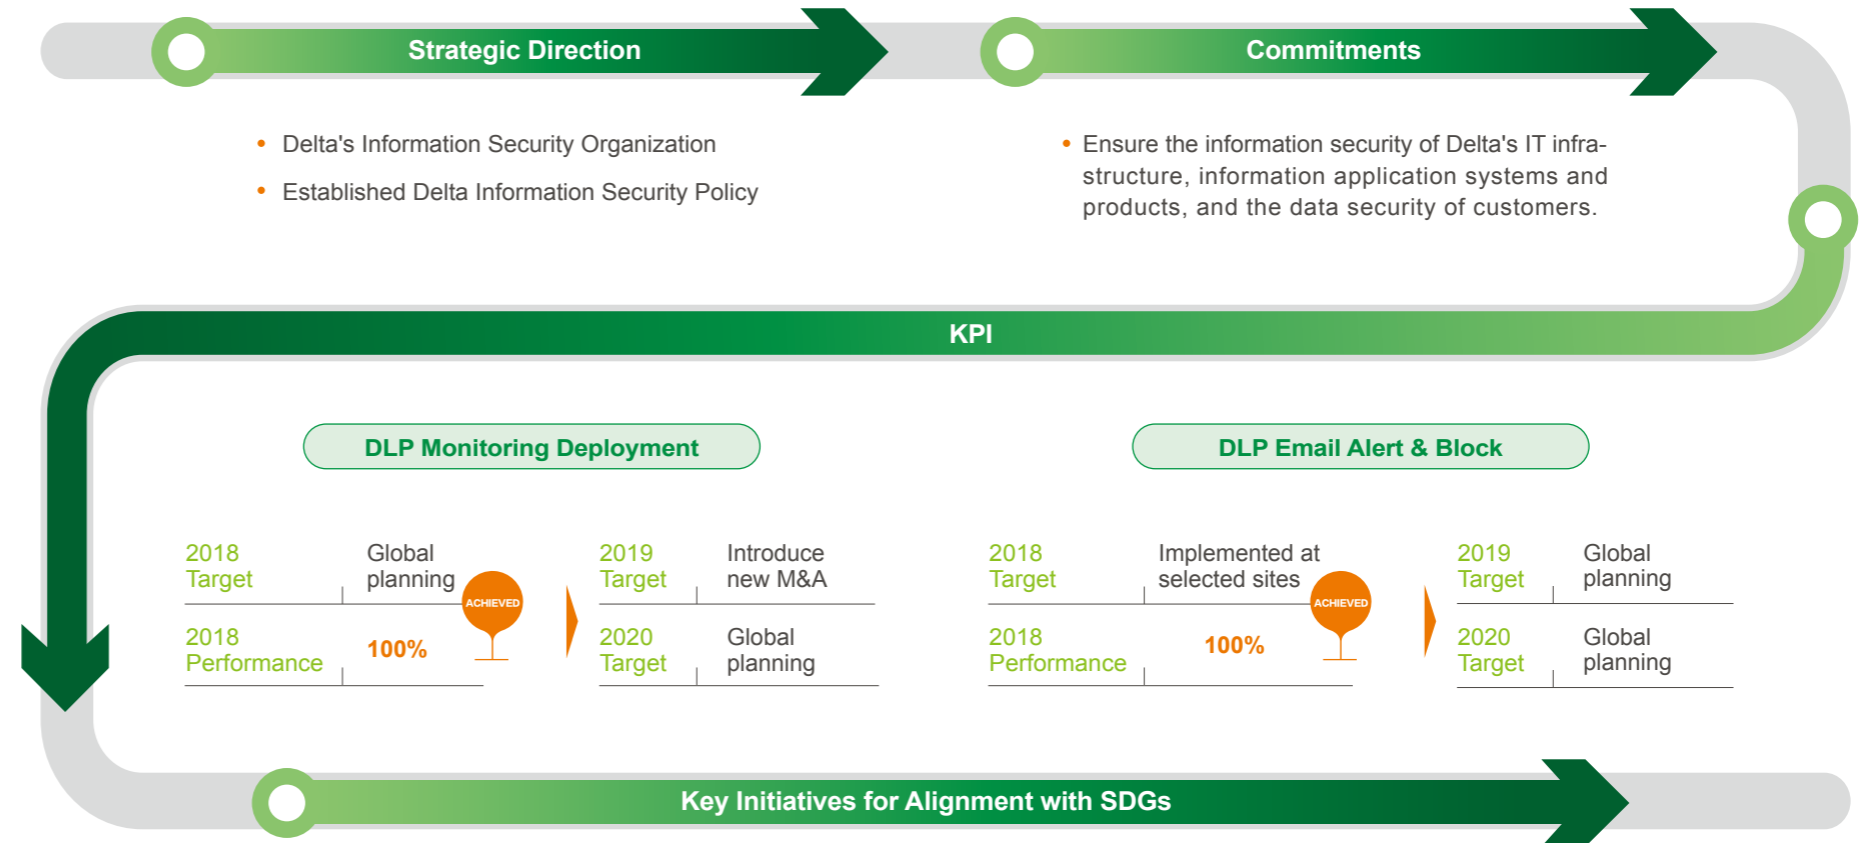 Strategic Direction
Commitments
• Delta's Information Security Organization
• Established Delta Information Security Policy
• Ensure the information security of Delta's IT infra-
structure, information application systems and
products, and the data security of customers.
KPI
DLP Monitoring Deployment
2018
Target
Global
planning
ACHIEVED
2018
Performance
100%
2019
Target
Introduce
new M&A
2020
Target
Global
planning
DLP Email Alert & Block
2018
Target
Implemented at
selected sites
ACHIEVED
2018
Performance
100%
2019
Target
Global
planning
2020
Target
Global
planning
Key Initiatives for Alignment with SDGs